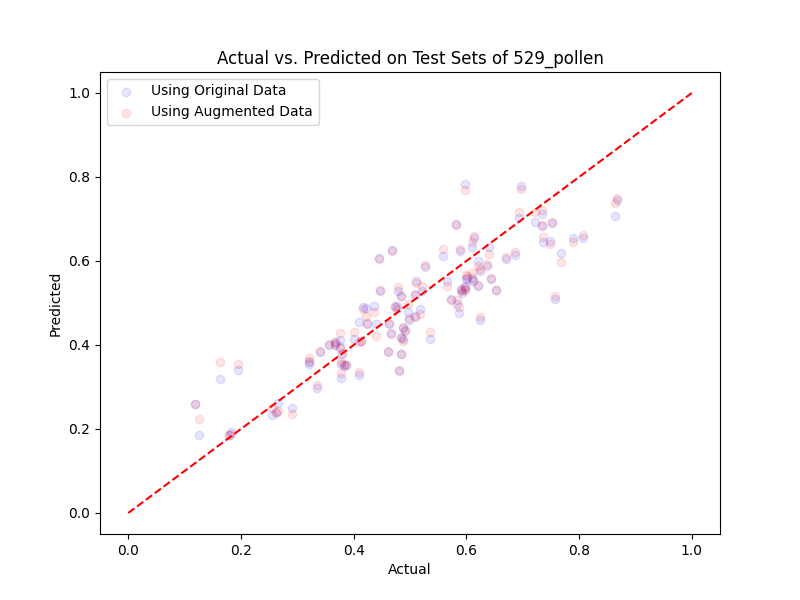 Actual vs. Predicted on Test Sets of 529_pollen
Using Original Data
Using Augmented Data
1.0
0.8
0.6
0.4
0.2
0.0
Predicted
0.0 0.2 0.4 0.6 0.8 1.0
Actual